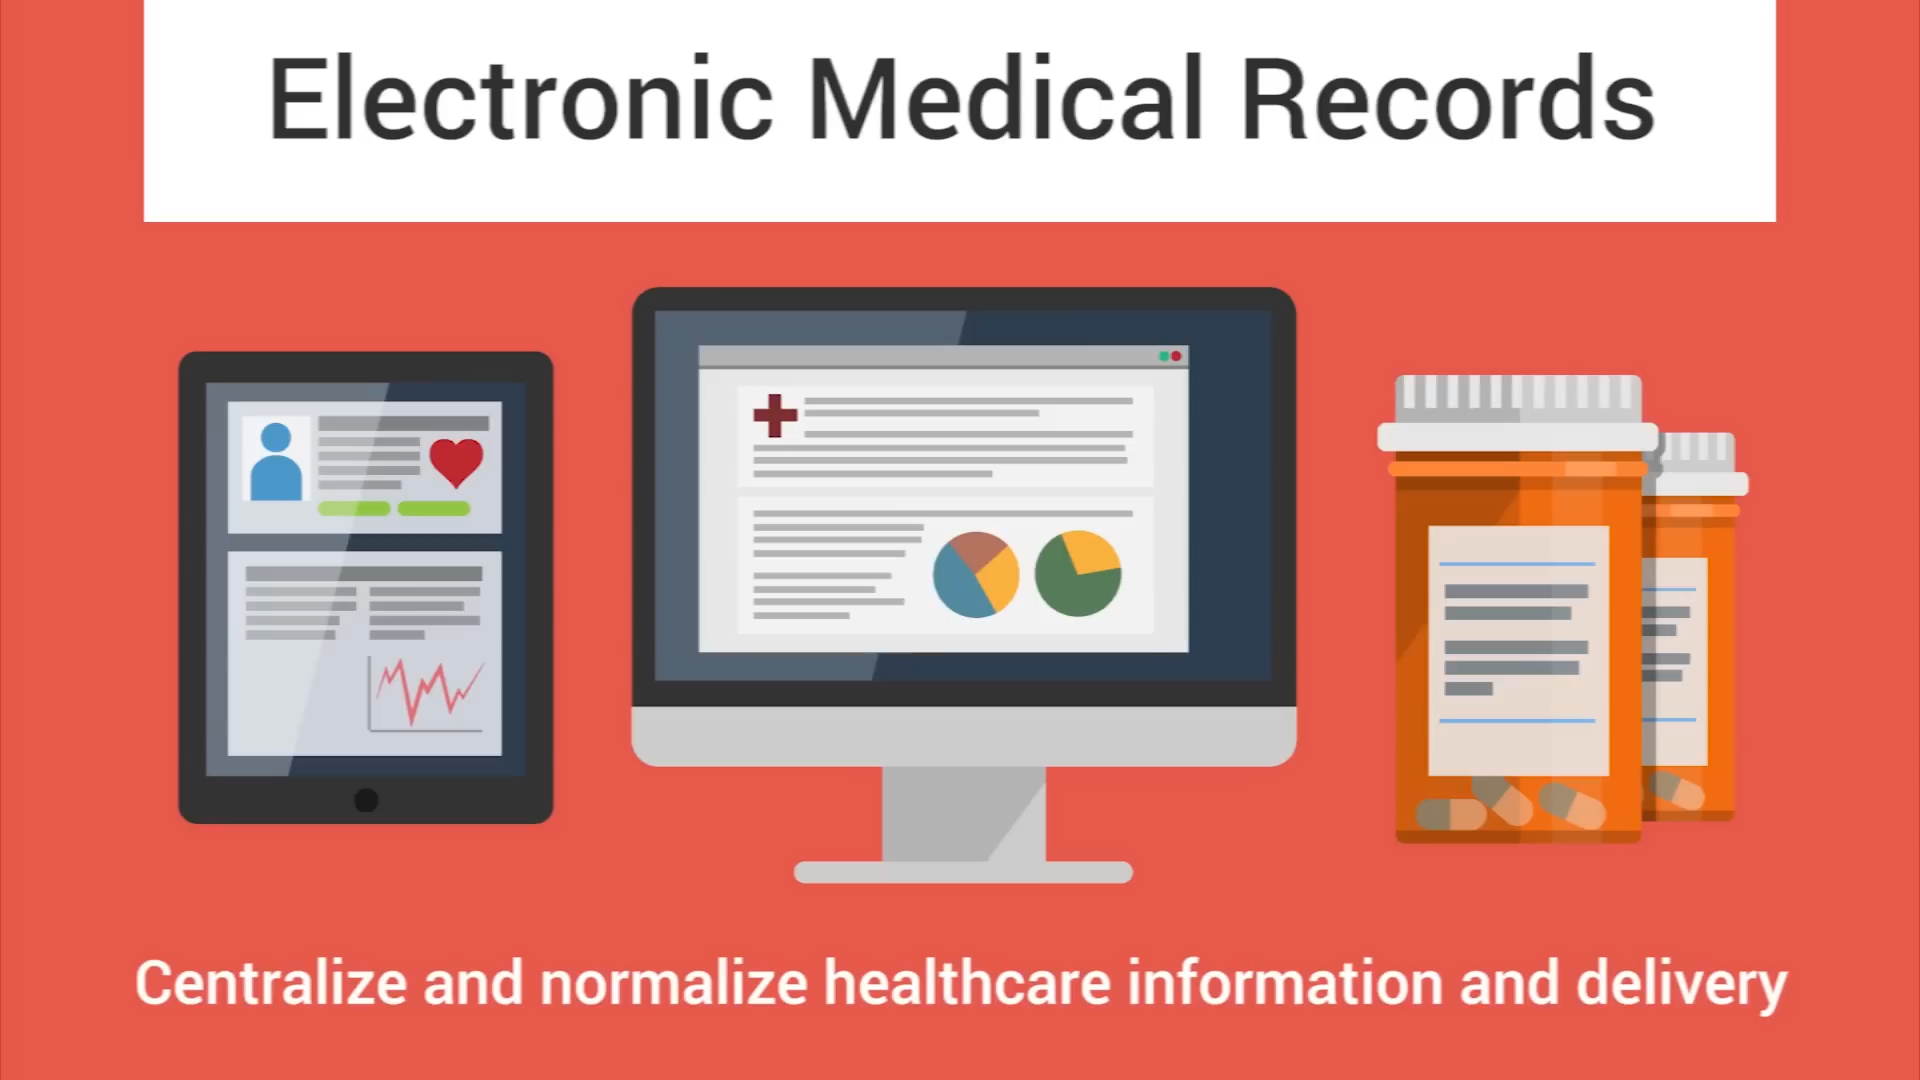 Electronic Medical Records
Centralize and normalize healthcare information and delivery